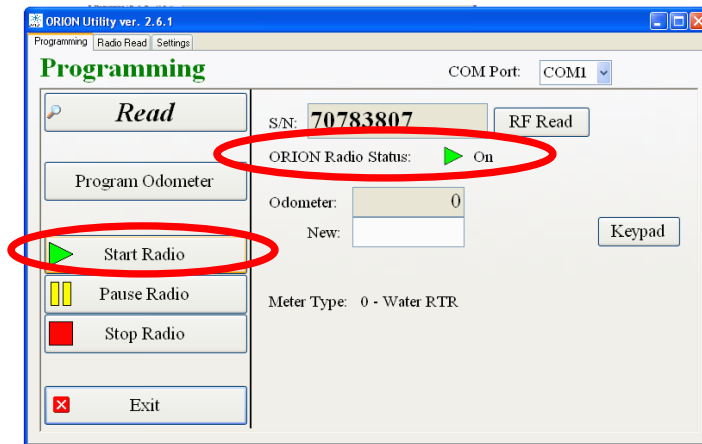 ORION Utility ver. 2.6.1
Programming Radio Read Settings
Programming
COM Port: COM1
Read
S/N: 70783807 RF Read
ORION Radio Status: On
Program Odometer
Odometer: 0
New:
Keypad
Start Radio
Pause Radio
Meter Type: 0 - Water RTR
Stop Radio
Exit